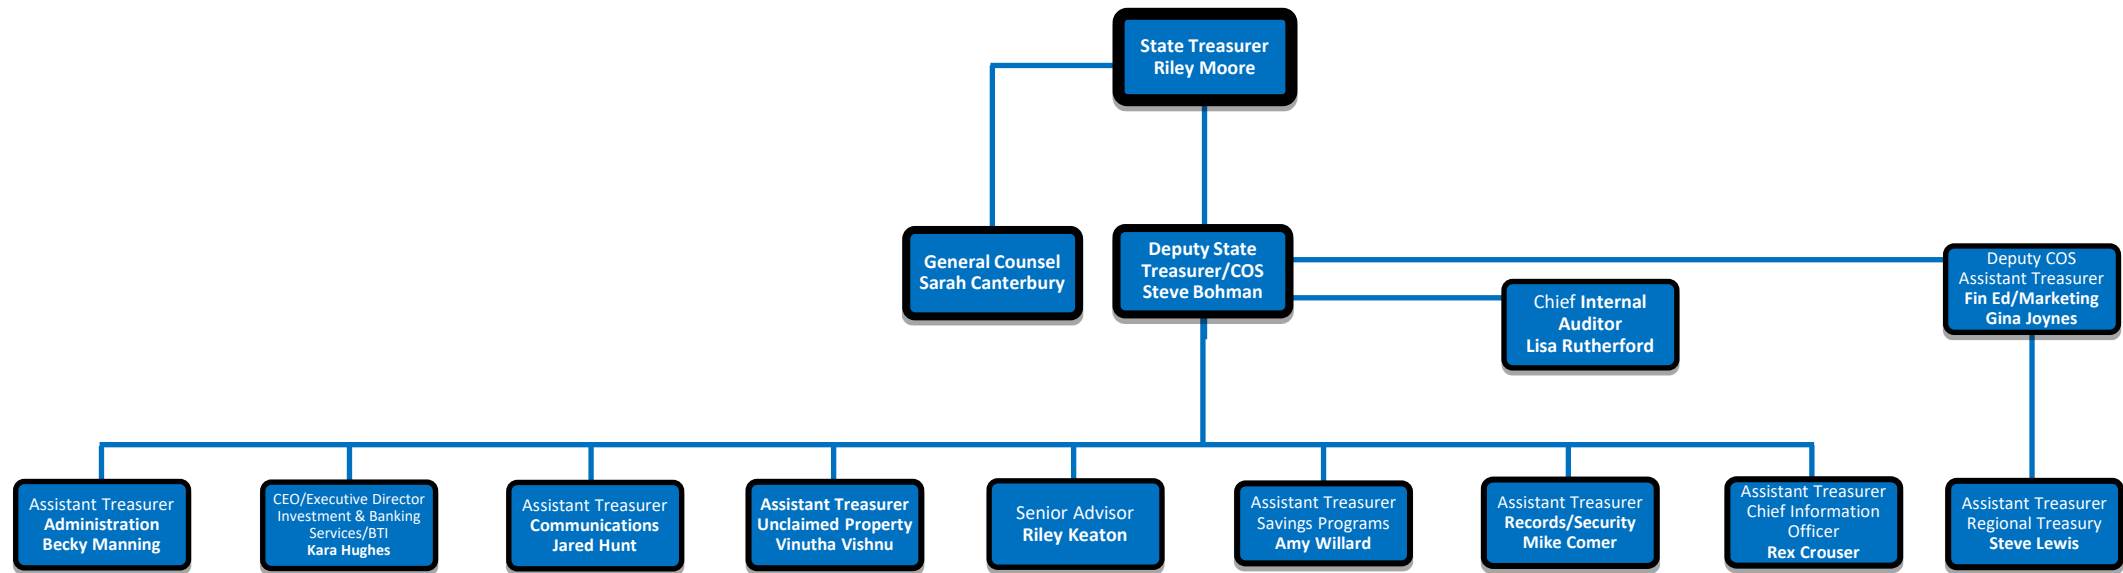 State Treasurer
Riley Moore
General Counsel
Sarah Canterbury
Deputy State
Treasurer/COS
Steve Bohman
Chief Internal
Auditor
Lisa Rutherford
Deputy COS
Assistant Treasurer
Fin Ed/Marketing
Gina Joynes
Assistant Treasurer
Administration
Becky Manning
CEO/Executive Director
Investment & Banking
Services/BTI
Kara Hughes
Assistant Treasurer
Communications
Jared Hunt
Assistant Treasurer
Unclaimed Property
Vinutha Vishnu
Senior Advisor
Riley Keaton
Assistant Treasurer
Savings Programs
Amy Willard
Assistant Treasurer
Records/Security
Mike Comer
Assistant Treasurer
Chief Information
Officer
Rex Crouser
Assistant Treasurer
Regional Treasury
Steve Lewis